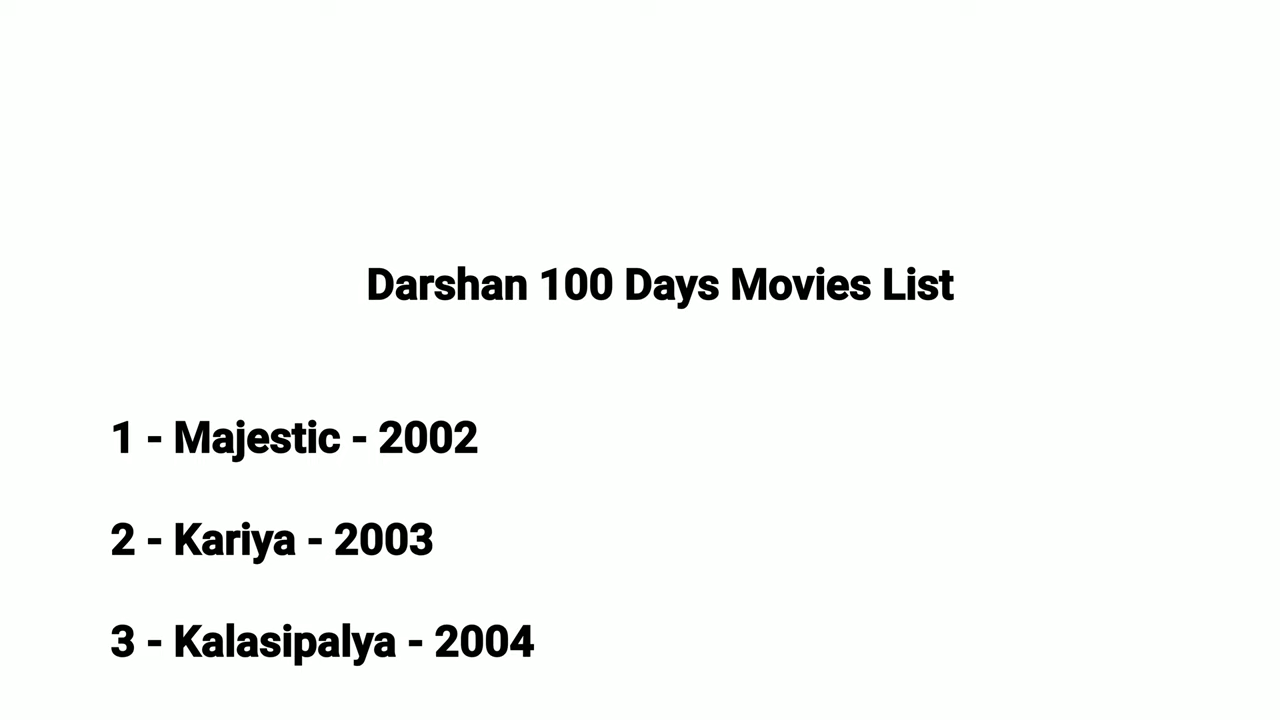 Darshan 100 Days Movies List
1 - Majestic - 2002
2 - Kariya - 2003
3 - Kalasipalya - 2004